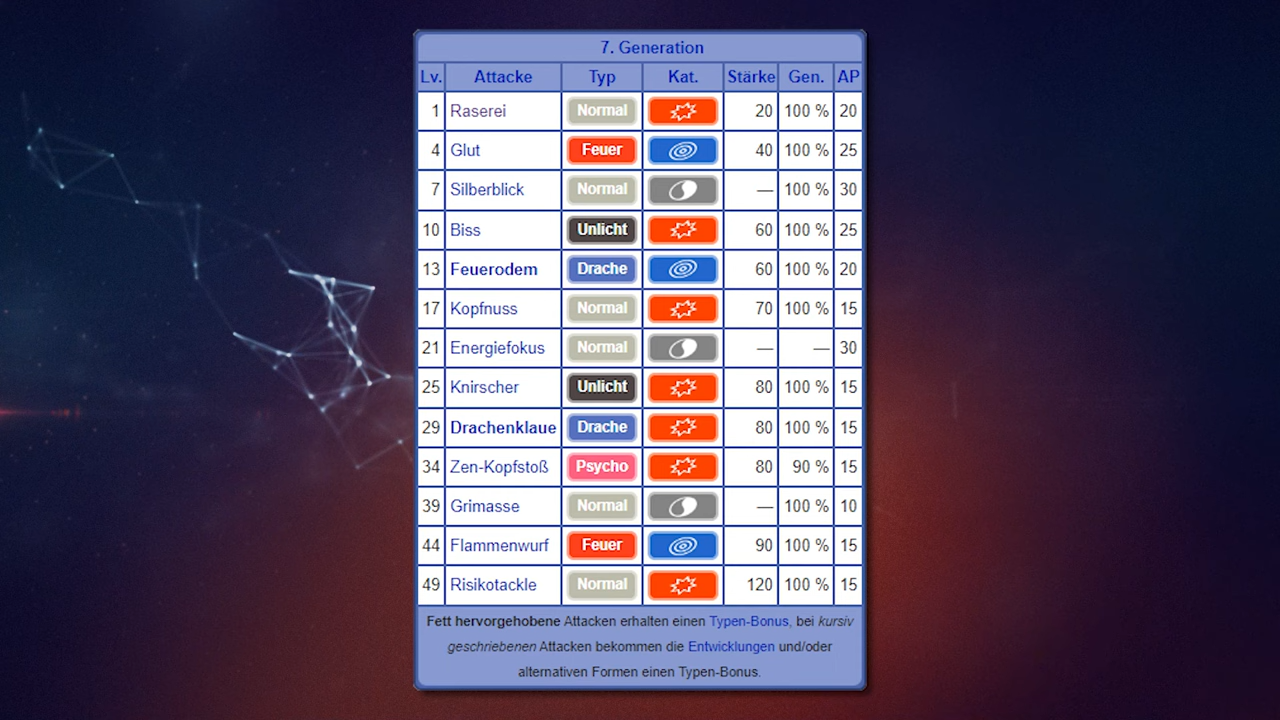 7. Generation
Lv. Attacke Typ Kat. Stärke Gen. AP
1 Raserei Normal 20 100 % 20
4 Glut Feuer 40 100 % 25
7 Silberblick Normal — 100 % 30
10 Biss Unlicht 60 100 % 25
13 Feuerodem Drache 60 100 % 20
17 Kopfnuss Normal 70 100 % 15
21 Energiefokus Normal — — 30
25 Knirscher Unlicht 80 100 % 15
29 Drachenklaue Drache 80 100 % 15
34 Zen-Kopfstoß Psycho 80 90 % 15
39 Grimasse Normal — 100 % 10
44 Flammenwurf Feuer 90 100 % 15
49 Risikotackle Normal 120 100 % 15
Fett hervorgehobene Attacken erhalten einen Typen-Bonus, bei kursiv
geschriebenen Attacken bekommen die Entwicklungen und/oder
alternativen Formen einen Typen-Bonus.